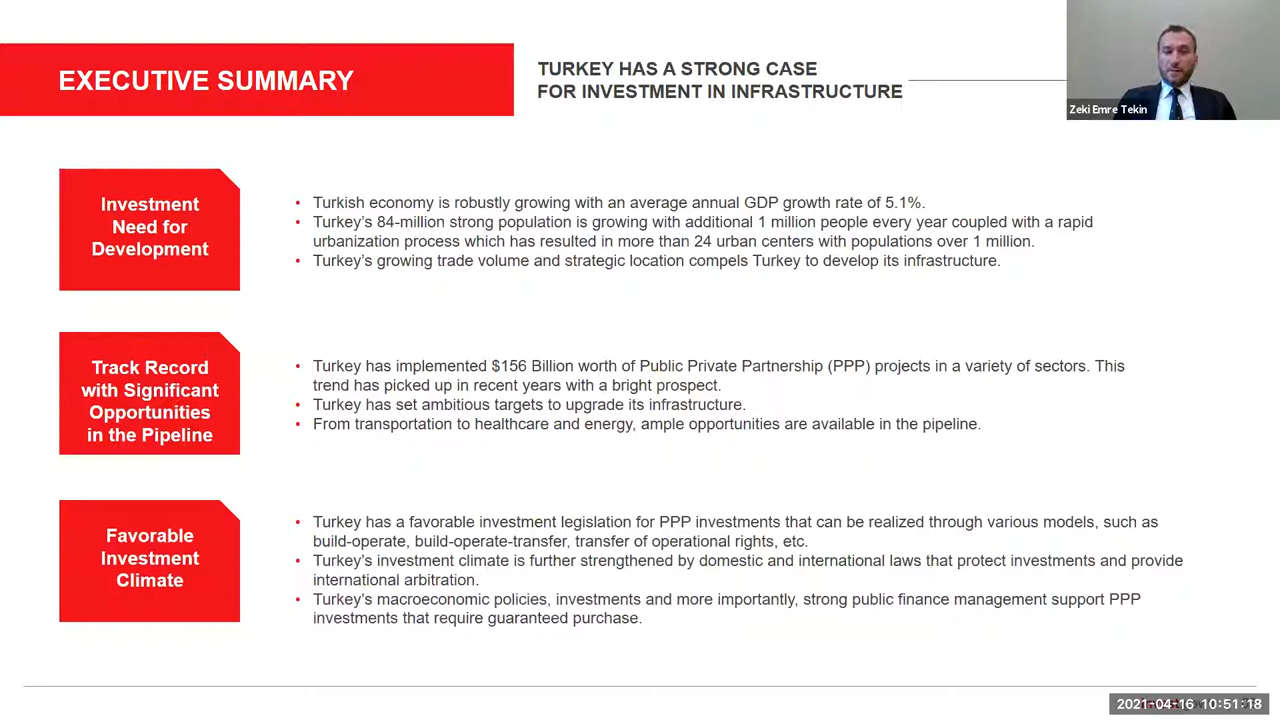 EXECUTIVE SUMMARY
TURKEY HAS A STRONG CASE
FOR INVESTMENT IN INFRASTRUCTURE
Zeki Emre Tekin
Investment
Need for
Development
• Turkish economy is robustly growing with an average annual GDP growth rate of 5.1%.
• Turkey's 84-million strong population is growing with additional 1 million people every year coupled with a rapid
urbanization process which has resulted in more than 24 urban centers with populations over 1 million.
• Turkey's growing trade volume and strategic location compels Turkey to develop its infrastructure.
Track Record
with Significant
Opportunities
in the Pipeline
• Turkey has implemented $156 Billion worth of Public Private Partnership (PPP) projects in a variety of sectors. This
trend has picked up in recent years with a bright prospect.
• Turkey has set ambitious targets to upgrade its infrastructure.
• From transportation to healthcare and energy, ample opportunities are available in the pipeline.
Favorable
Investment
Climate
• Turkey has a favorable investment legislation for PPP investments that can be realized through various models, such as
build-operate, build-operate-transfer, transfer of operational rights, etc.
• Turkey's investment climate is further strengthened by domestic and international laws that protect investments and provide
international arbitration.
• Turkey's macroeconomic policies, investments and more importantly, strong public finance management support PPP
investments that require guaranteed purchase.
2021-04-16 10:51:18